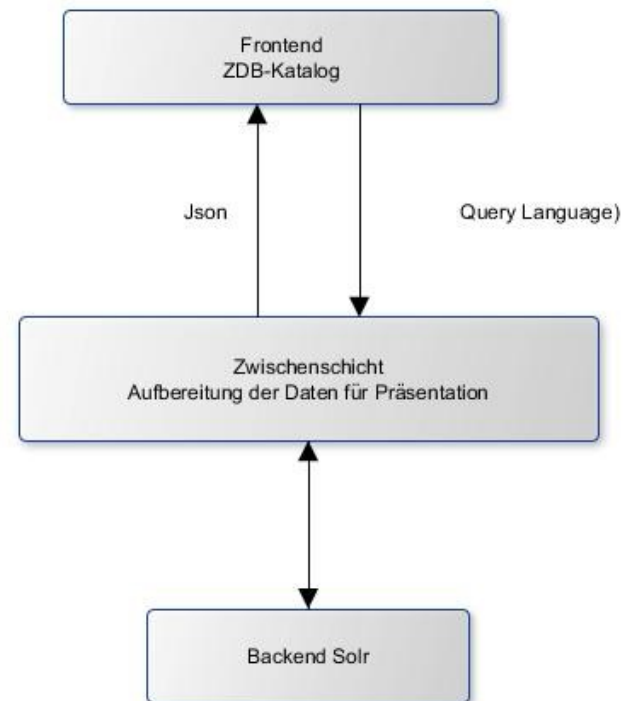 Frontend
ZDB-Katalog
Json
Query Language)
Zwischenschicht
Aufbereitung der Daten für Präsentation
Backend Solr